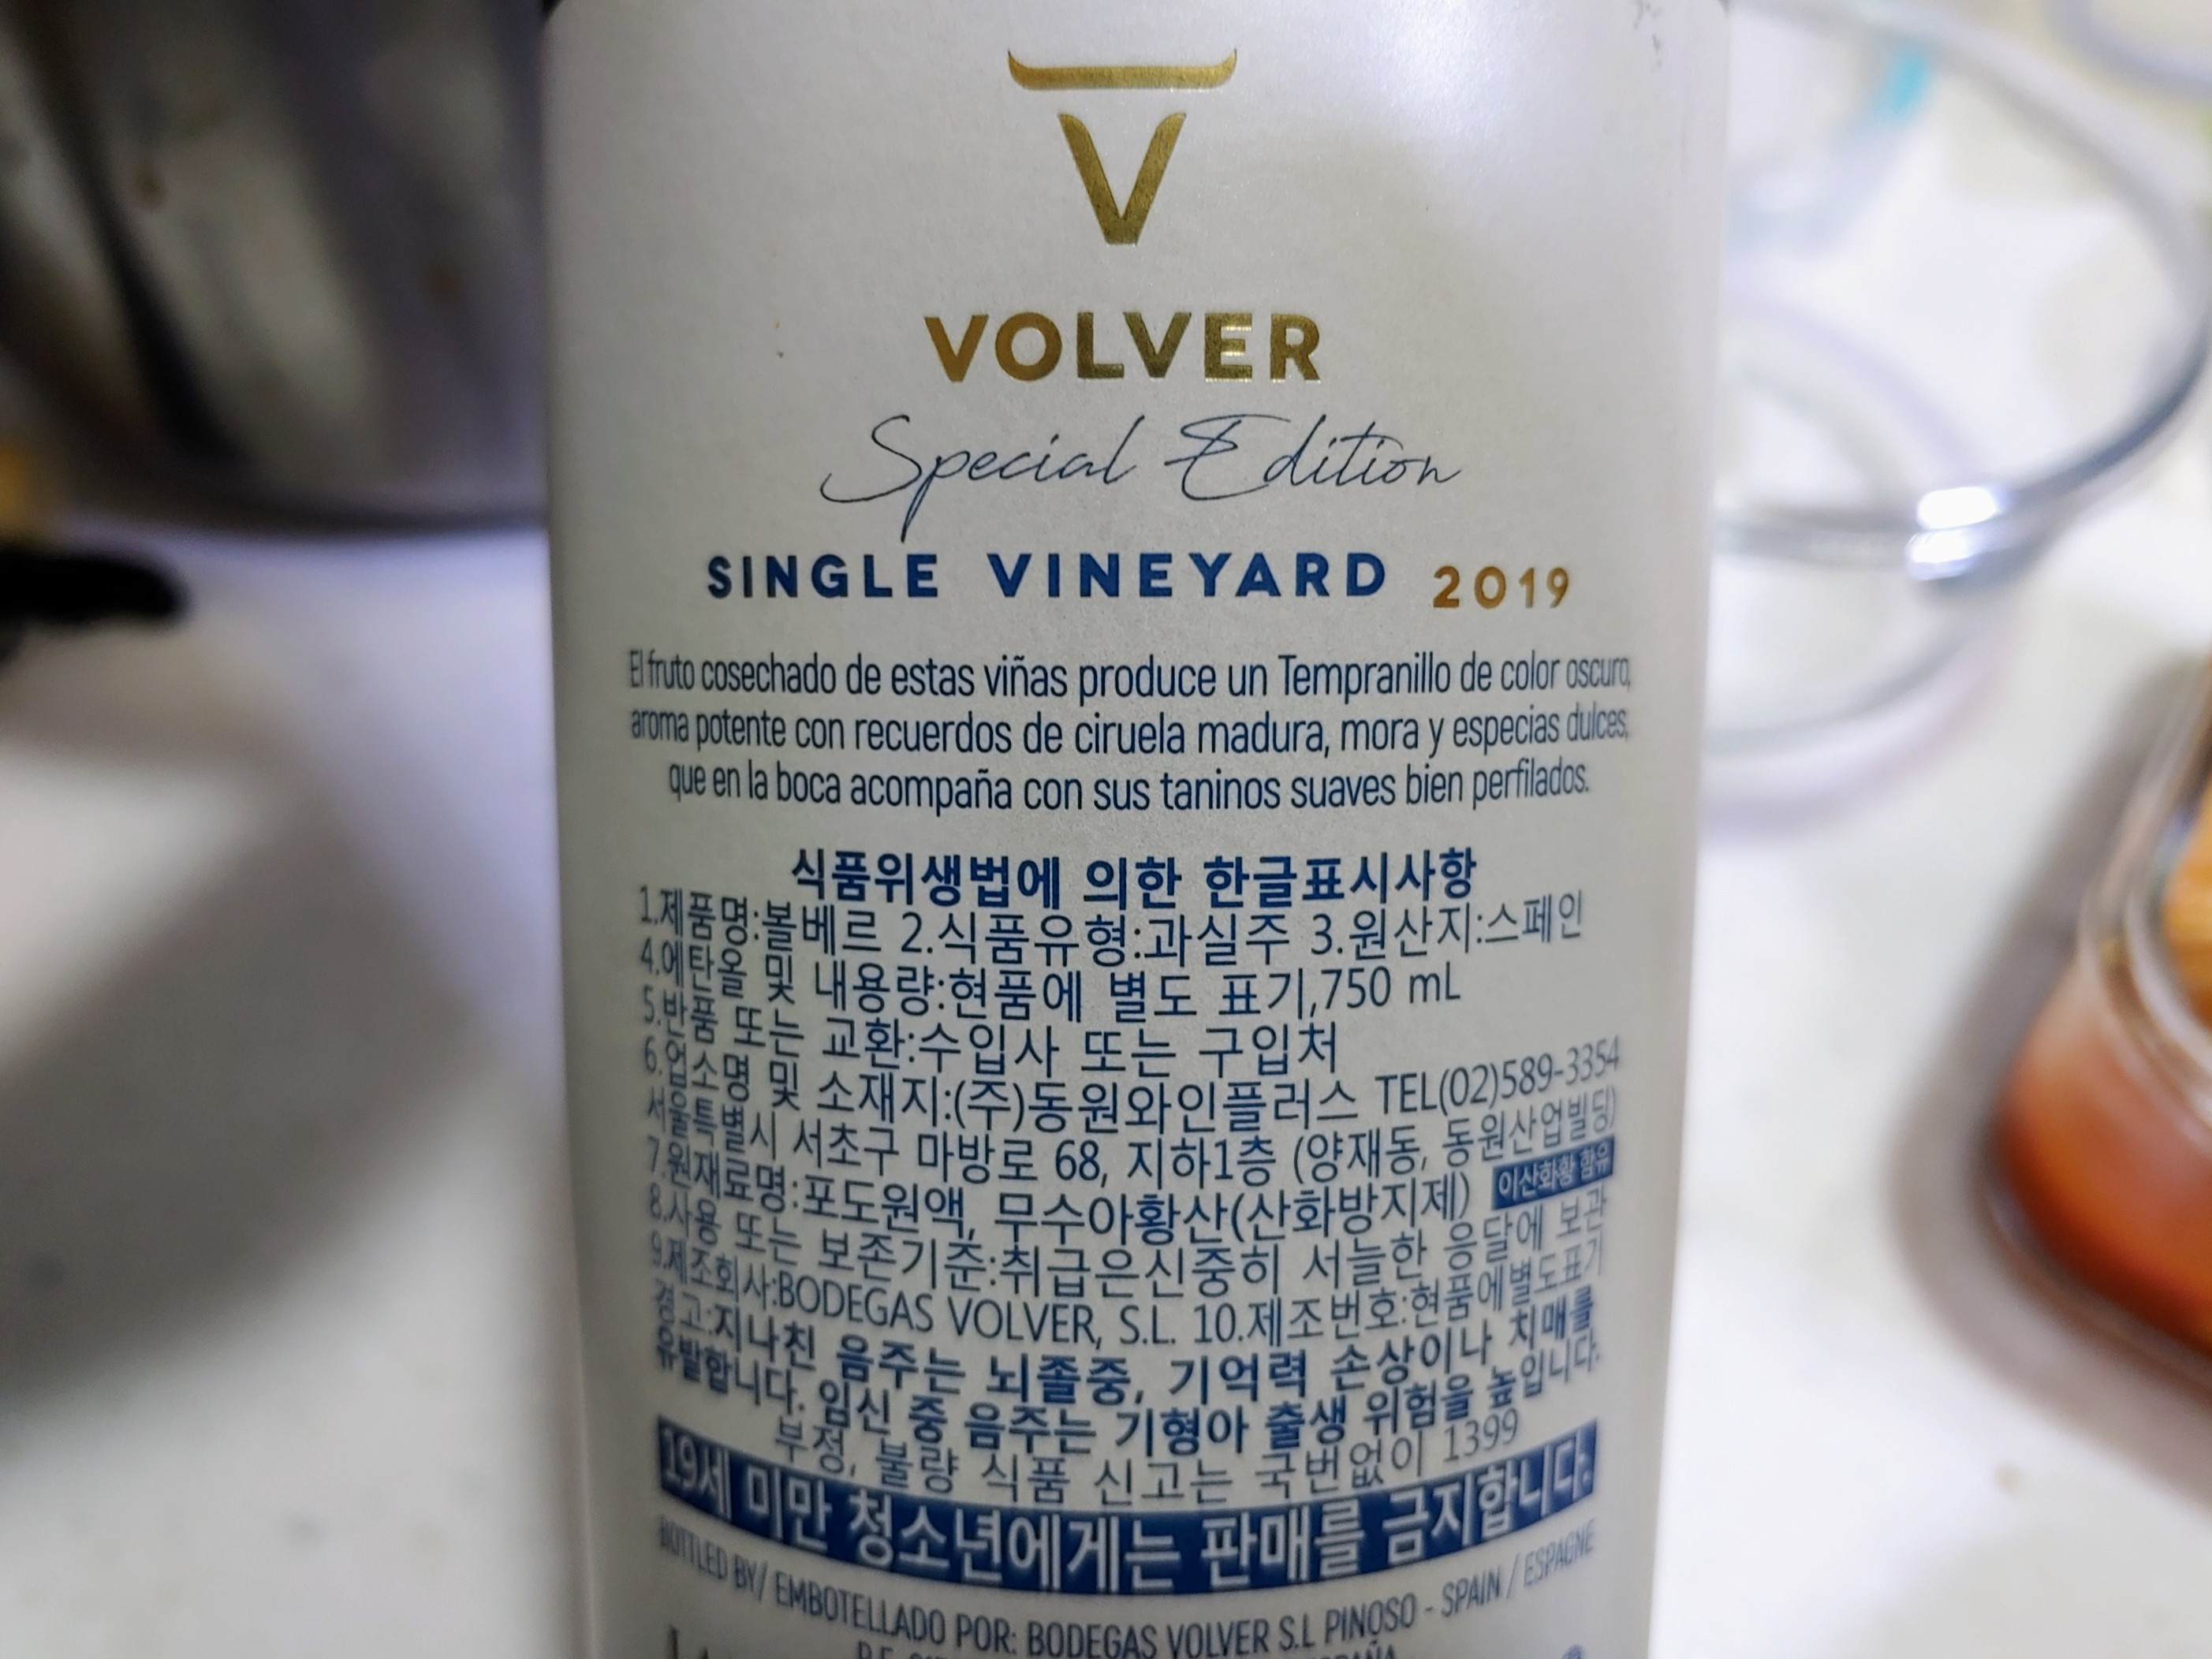 V
VOLVER
Special Edition
SINGLE VINEYARD 2019
El fruto cosechado de estas viñas produce un Tempranillo de color oscuro,
aroma potente con recuerdos de ciruela madura, mora y especias dulces,
que en la boca acompaña con sus taninos suaves bien perfilados.
식품위생법에 의한 한글표시사항
1.제품명:볼베르 2.식품유형:과실주 3.원산지:스페인
4.에탄올 및 내용량:현품에 별도 표기,750 mL
5.반품 또는 교환:수입사 또는 구입처
6.업소명 및 소재지:(주)동원와인플러스 TEL(02)589-3354
서울특별시 서초구 마방로 68, 지하1층 (양재동, 동원산업빌딩)
7.원재료명:포도원액, 무수아황산(산화방지제) 이산화황 함유
8.사용 또는 보존기준:취급은신중히 서늘한 응달에 보관
9.제조회사:BODEGAS VOLVER, S.L. 10.제조번호:현품에별도표기
경고:지나친 음주는 뇌졸중, 기억력 손상이나 치매를
유발합니다. 임신 중 음주는 기형아 출생 위험을 높입니다.
부정, 불량 식품 신고는 국번없이 1399
19세 미만 청소년에게는 판매를 금지합니다.
BOTTLED BY/ EMBOTELLADO POR: BODEGAS VOLVER S.L PINOSO - SPAIN / ESPAGNE